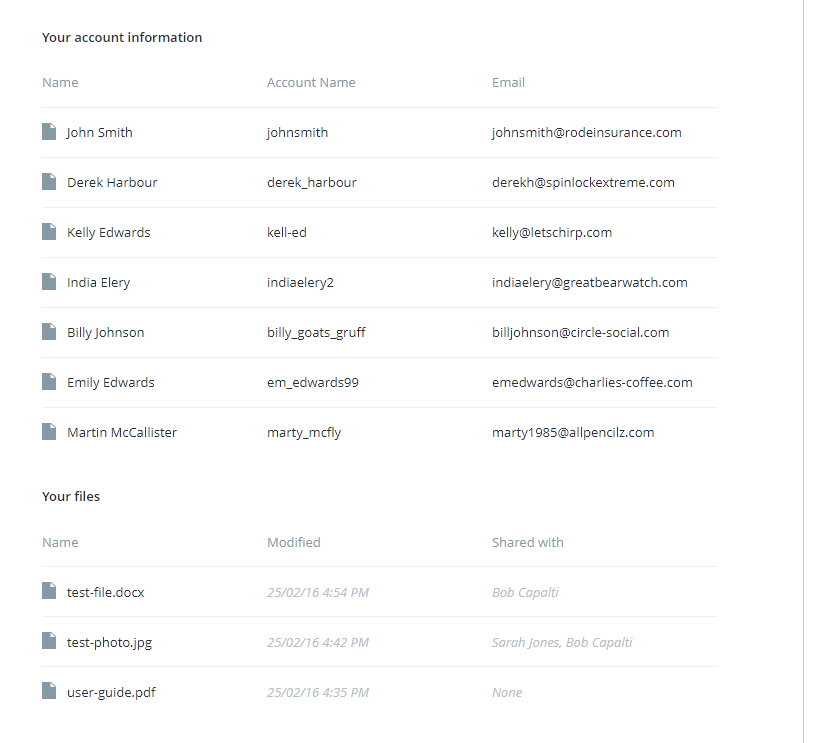 Your account information
Name Account Name Email
John Smith johnsmith johnsmith@rodeinsurance.com
Derek Harbour derek_harbour derekh@spinlockextreme.com
Kelly Edwards kell-ed kelly@letschirp.com
India Elery indiaelery2 indiaelery@greatbearwatch.com
Billy Johnson billy_goats_gruff billjohnson@circle-social.com
Emily Edwards em_edwards99 emedwards@charlies-coffee.com
Martin McCallister marty_mcfly marty1985@allpencilz.com
Your files
Name Modified Shared with
test-file.docx 25/02/16 4:54 PM Bob Capalti
test-photo.jpg 25/02/16 4:42 PM Sarah Jones, Bob Capalti
user-guide.pdf 25/02/16 4:35 PM None